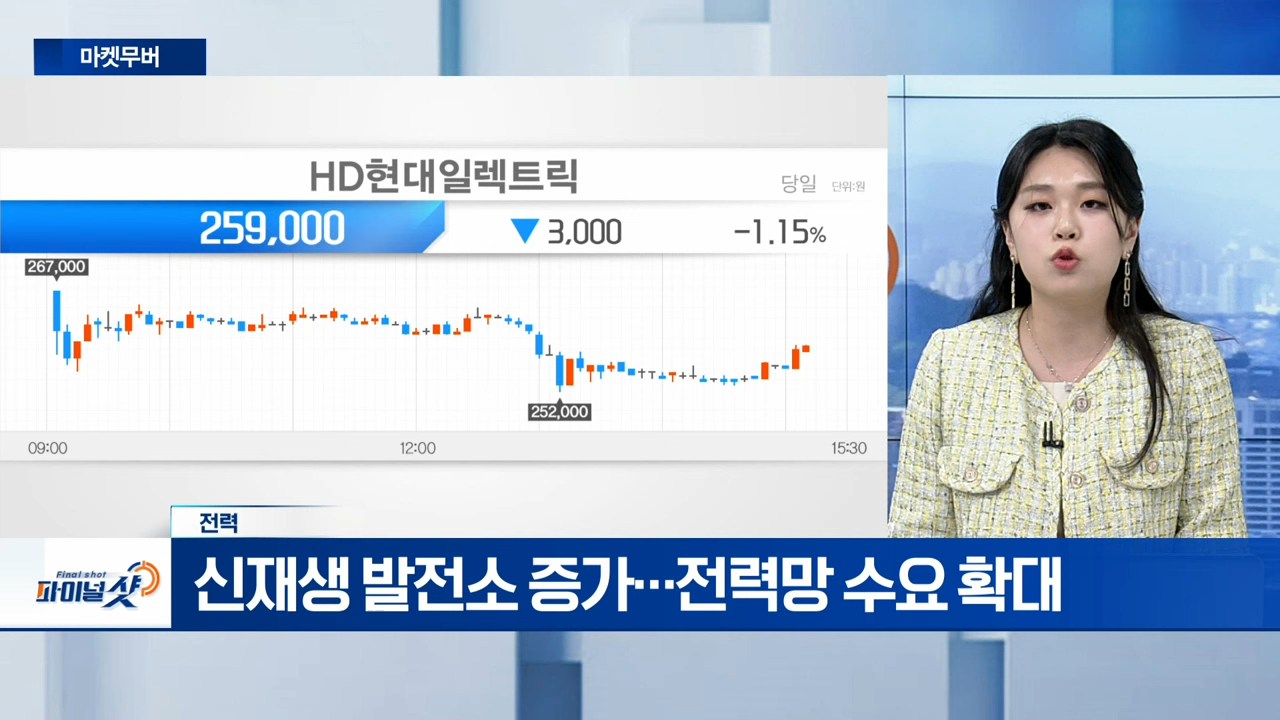 마켓무버
HD현대일렉트릭
당일 단위:원
259,000 ▼ 3,000 -1.15%
267,000
252,000
09:00 12:00 15:30
전력
Final shot
파이널샷
신재생 발전소 증가…전력망 수요 확대